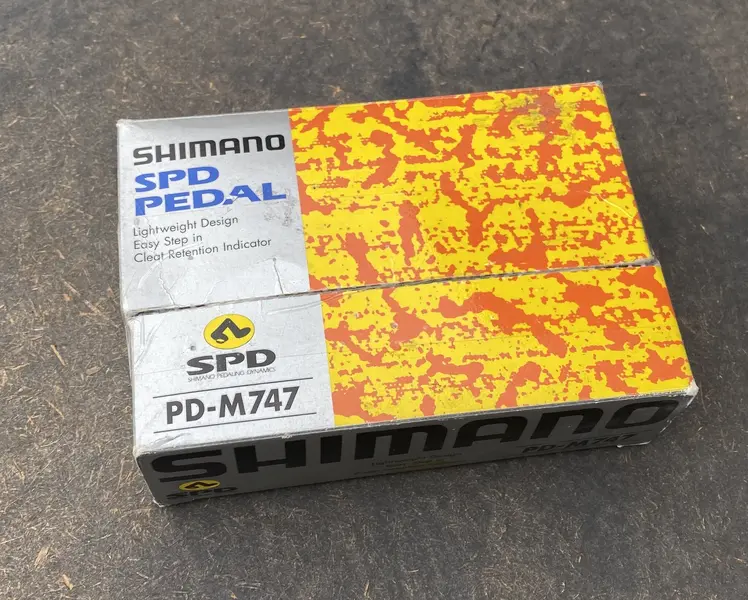 SHIMANO
SPD
PEDAL
Lightweight Design
Easy Step in
Cleat Retention Indicator
SPD
SHIMANO PEDALING DYNAMICS
PD-M747
SHIMANO
PD-M747
SPD